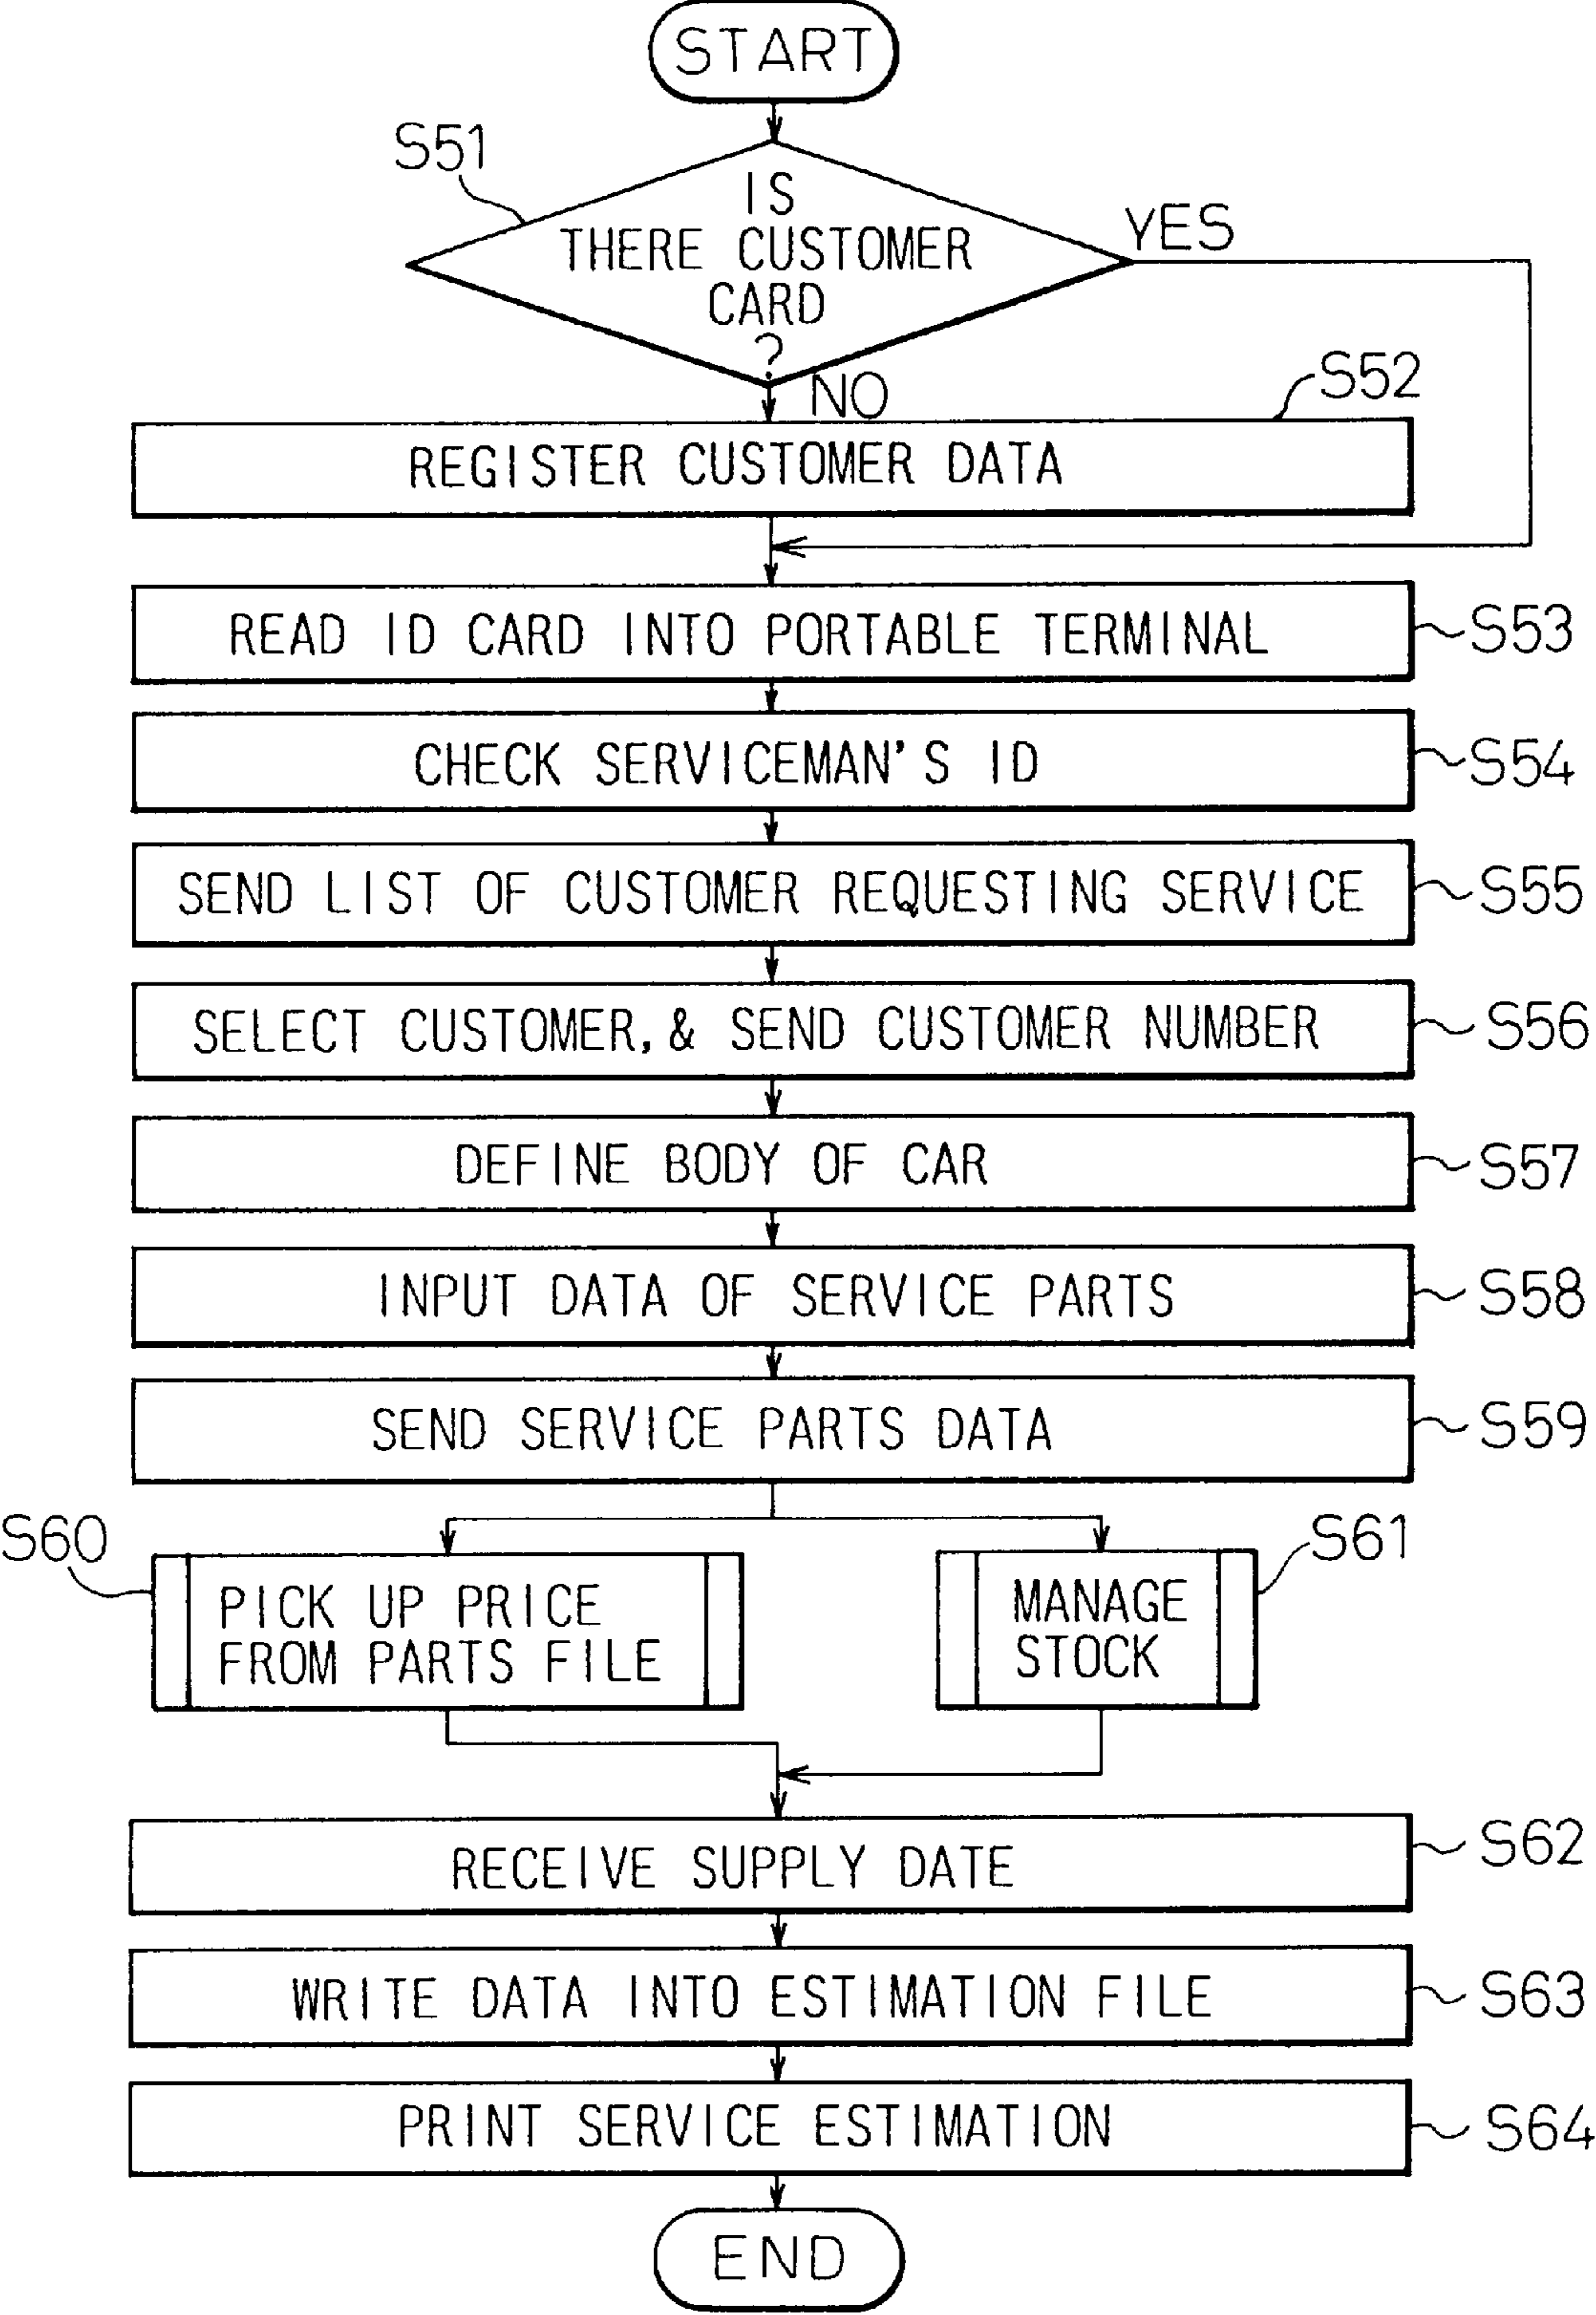 START
S51
IS
THERE CUSTOMER
CARD
?
YES
NO
S52
REGISTER CUSTOMER DATA
READ ID CARD INTO PORTABLE TERMINAL
S53
CHECK SERVICEMAN'S ID
S54
SEND LIST OF CUSTOMER REQUESTING SERVICE
S55
SELECT CUSTOMER, & SEND CUSTOMER NUMBER
S56
DEFINE BODY OF CAR
S57
INPUT DATA OF SERVICE PARTS
S58
SEND SERVICE PARTS DATA
S59
S60
PICK UP PRICE
FROM PARTS FILE
S61
MANAGE
STOCK
RECEIVE SUPPLY DATE
S62
WRITE DATA INTO ESTIMATION FILE
S63
PRINT SERVICE ESTIMATION
S64
END